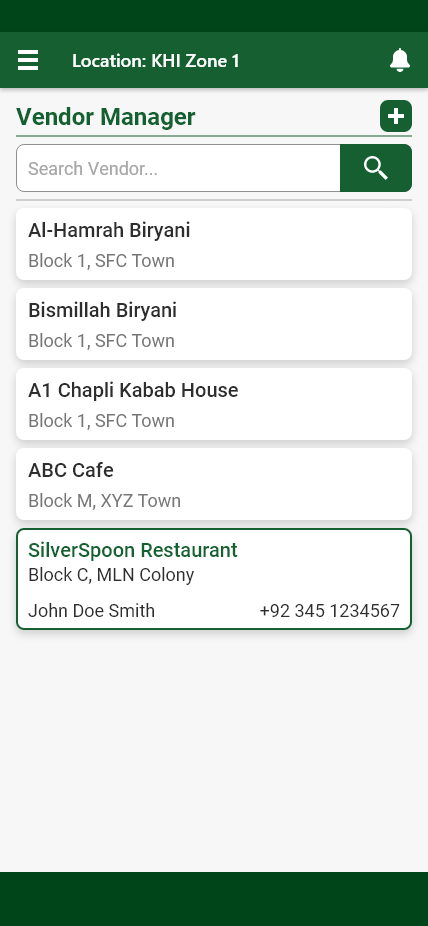 Location: KHI Zone 1
Vendor Manager
Search Vendor...
Al-Hamrah Biryani
Block 1, SFC Town
Bismillah Biryani
Block 1, SFC Town
A1 Chapli Kabab House
Block 1, SFC Town
ABC Cafe
Block M, XYZ Town
SilverSpoon Restaurant
Block C, MLN Colony
John Doe Smith +92 345 1234567